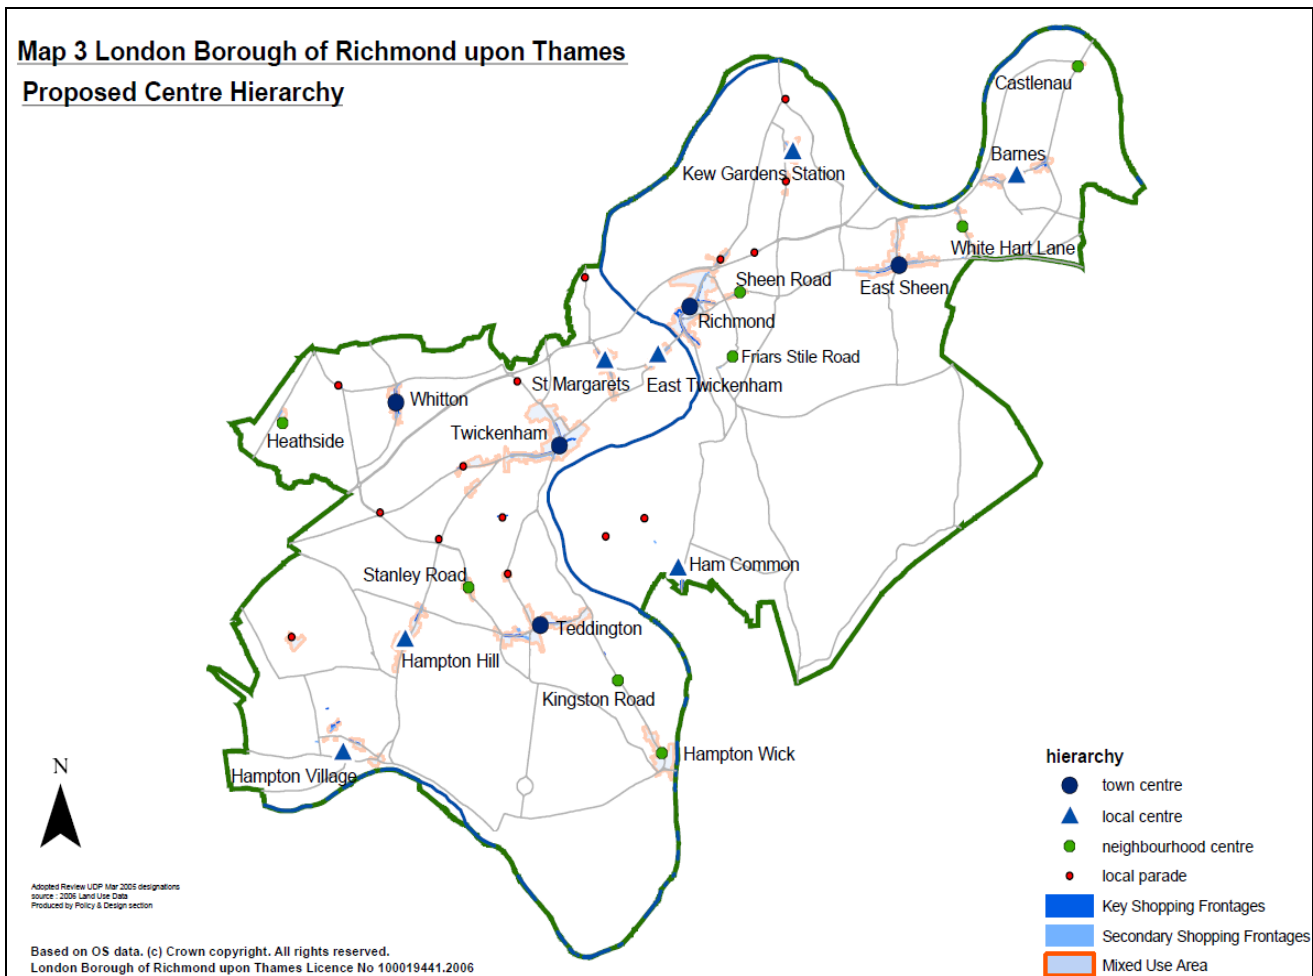 Map 3 London Borough of Richmond upon Thames
Proposed Centre Hierarchy
Castlenau
Barnes
Kew Gardens Station
White Hart Lane
Sheen Road
East Sheen
Richmond
Friars Stile Road
St Margarets
East Twickenham
Whitton
Twickenham
Heathside
Ham Common
Stanley Road
Teddington
Hampton Hill
Kingston Road
Hampton Wick
Hampton Village
N
hierarchy
town centre
local centre
neighbourhood centre
local parade
Key Shopping Frontages
Secondary Shopping Frontages
Mixed Use Area
Adopted Review UDP Mar 2005 designations
source : 2006 Land Use Data
Produced by Policy & Design section
Based on OS data. (c) Crown copyright. All rights reserved.
London Borough of Richmond upon Thames Licence No 100019441.2006